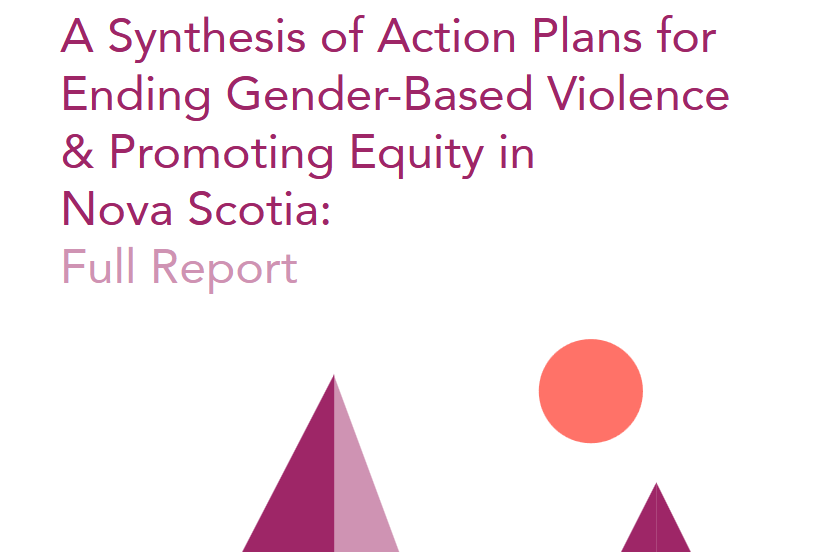 A Synthesis of Action Plans for
Ending Gender-Based Violence
& Promoting Equity in
Nova Scotia:
Full Report